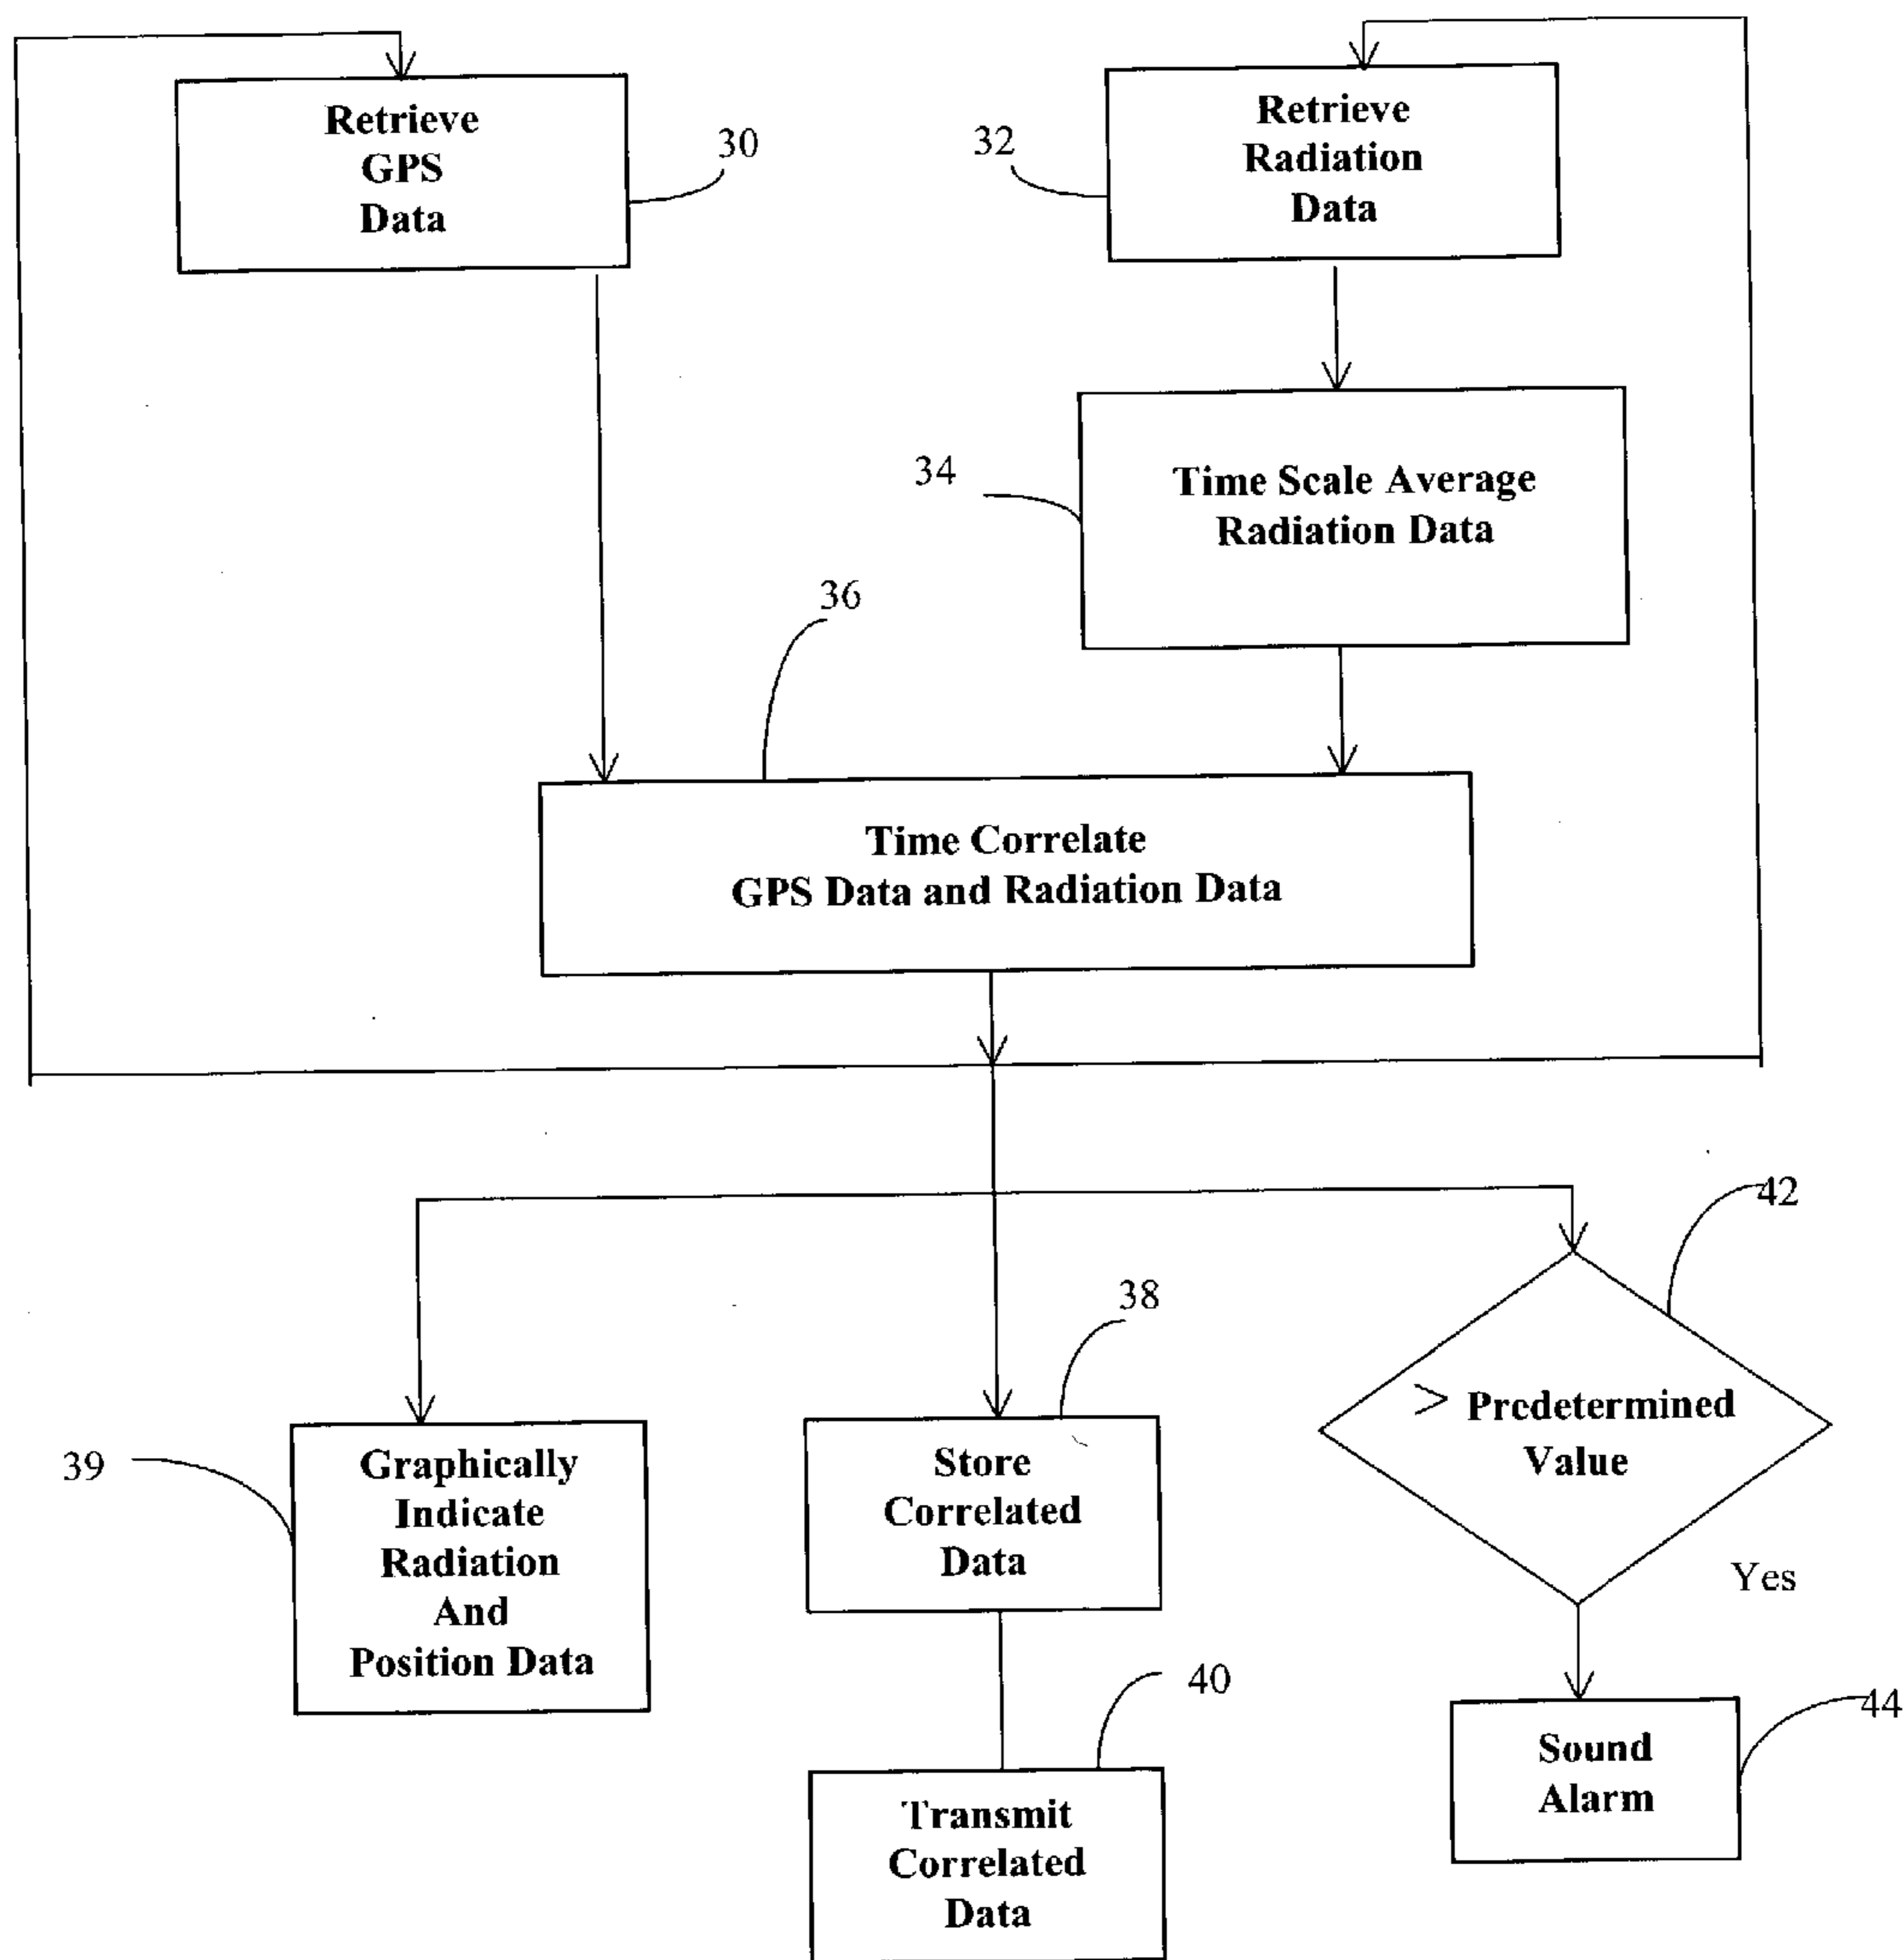 Retrieve
GPS
Data
30
32
Retrieve
Radiation
Data
34
Time Scale Average
Radiation Data
36
Time Correlate
GPS Data and Radiation Data
42
38
> Predetermined
Value
39
Graphically
Indicate
Radiation
And
Position Data
Store
Correlated
Data
Yes
40
44
Sound
Alarm
Transmit
Correlated
Data